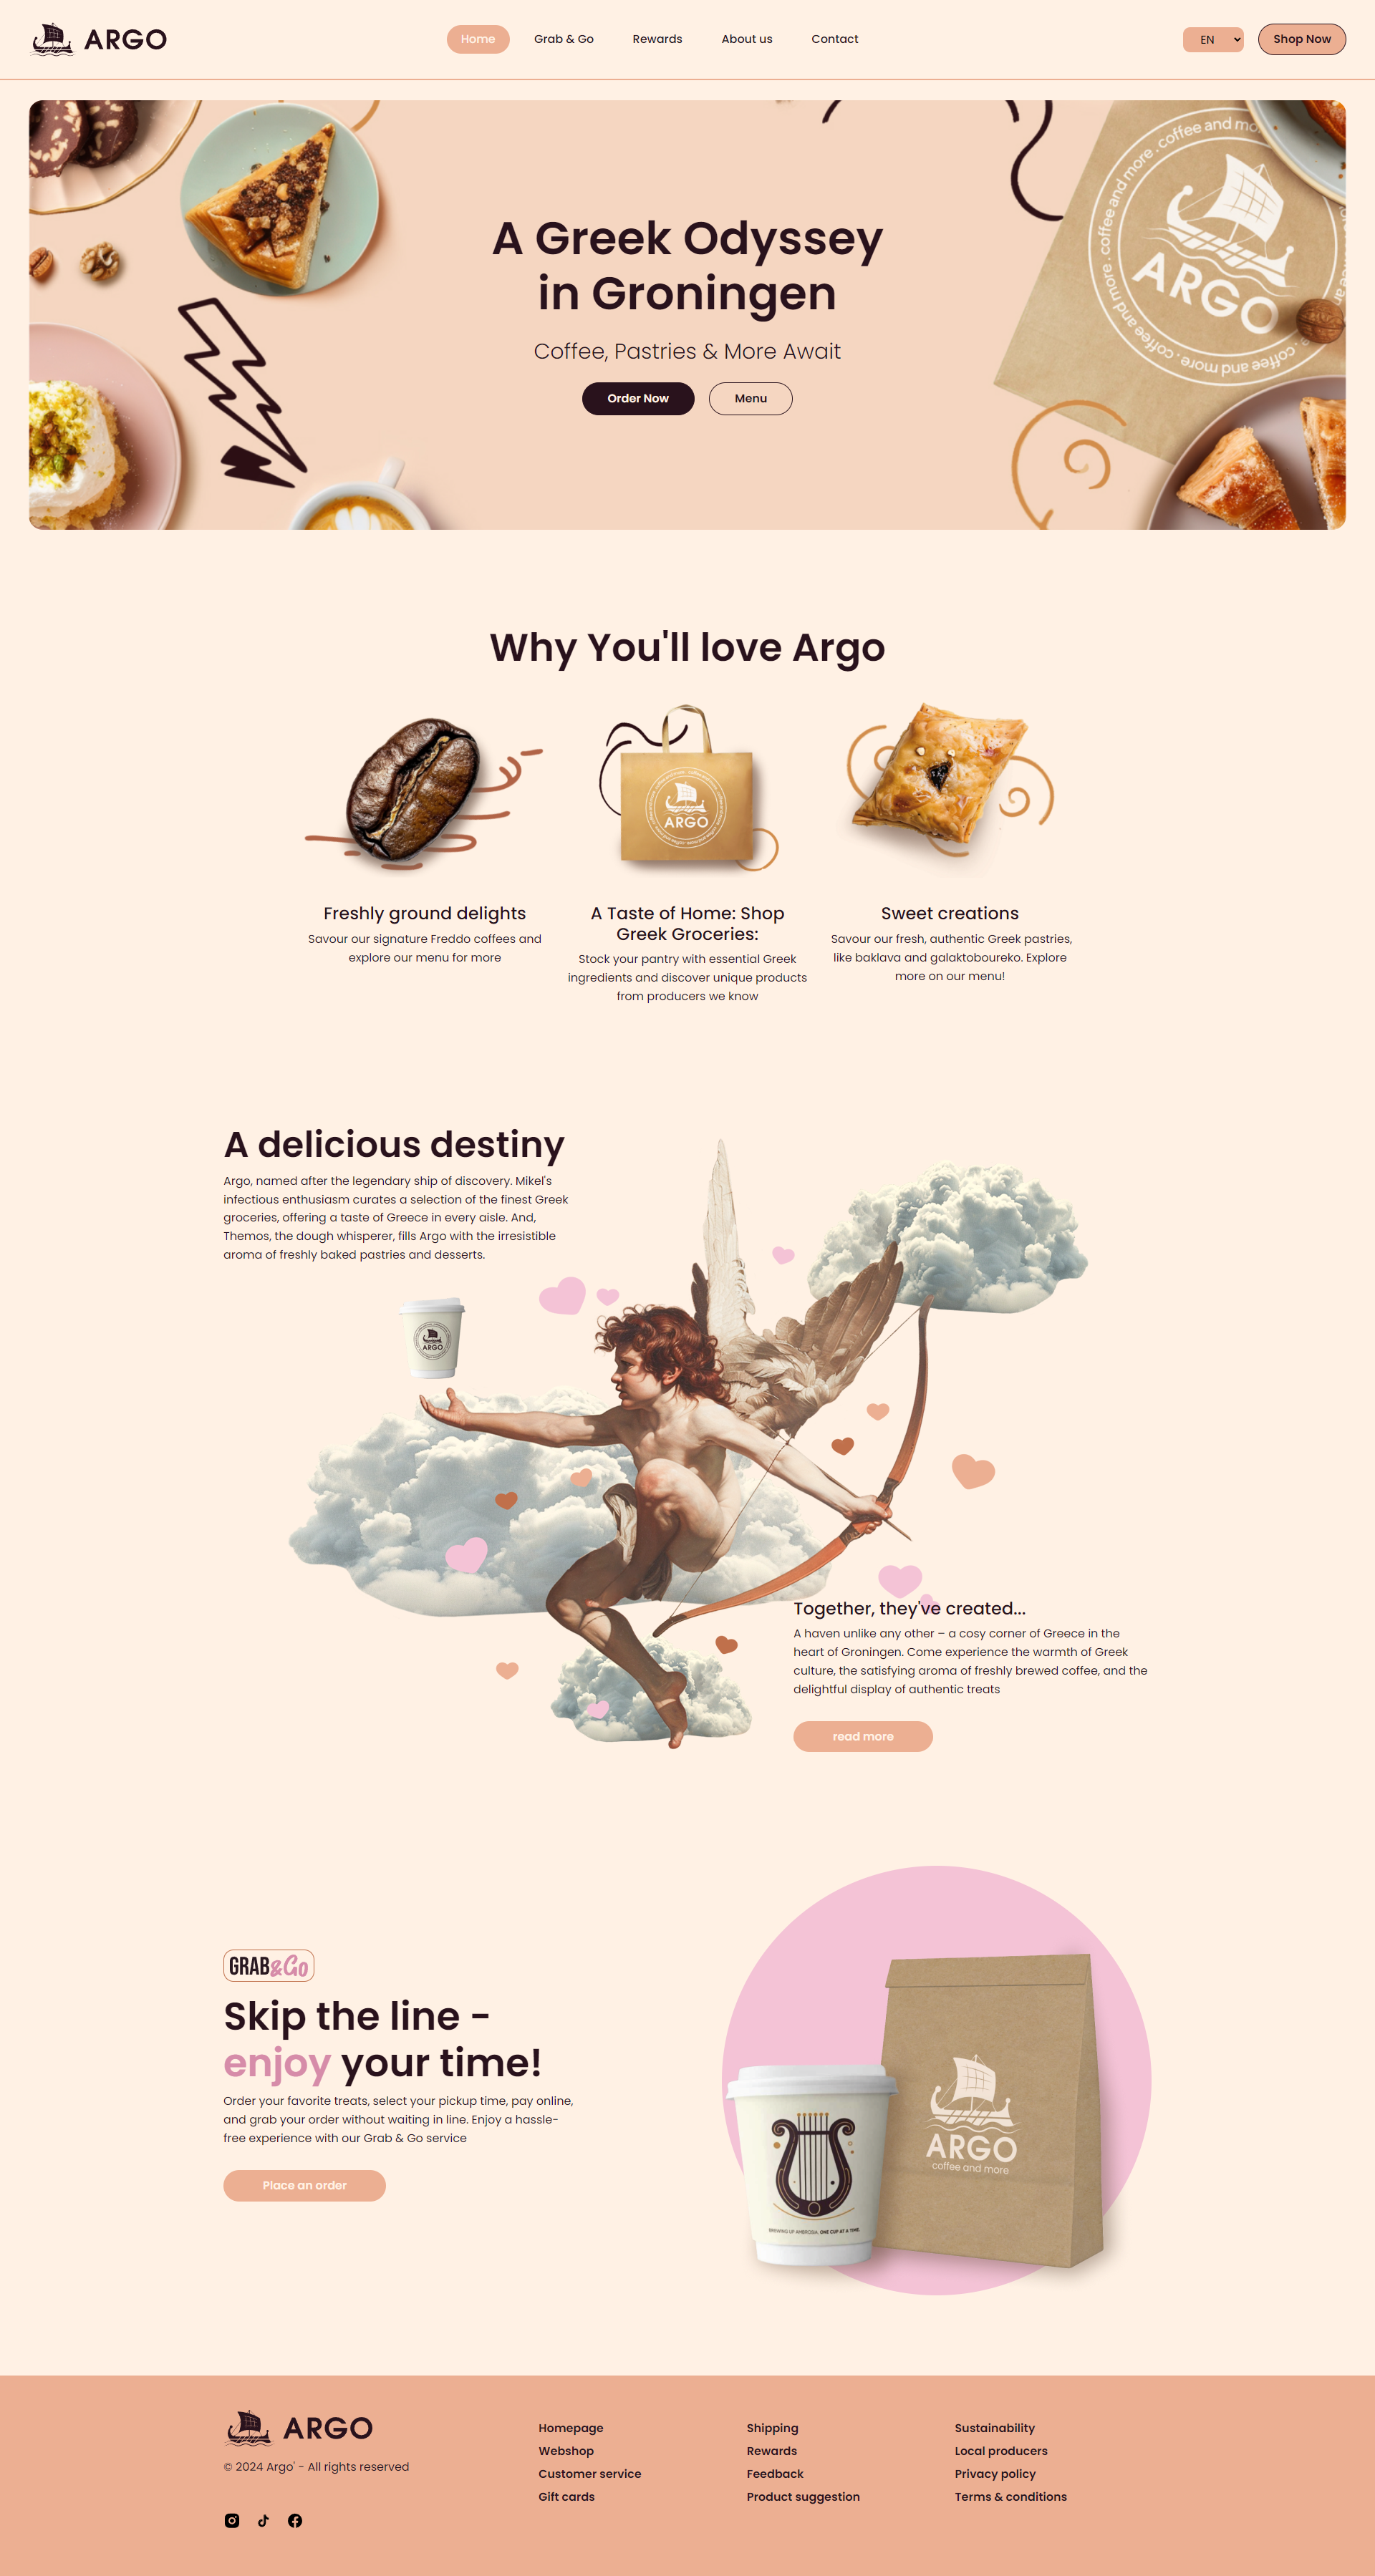 ARGO
Home
Grab & Go
Rewards
About us
Contact
EN
Shop Now
coffee and more . coffee and more . coffee and more . coffee and mo
ARGO
A Greek Odyssey
in Groningen
Coffee, Pastries & More Await
Order Now
Menu
Why You'll love Argo
ARGO
Freshly ground delights
Savour our signature Freddo coffees and
explore our menu for more
A Taste of Home: Shop
Greek Groceries:
Stock your pantry with essential Greek
ingredients and discover unique products
from producers we know
Sweet creations
Savour our fresh, authentic Greek pastries,
like baklava and galaktoboureko. Explore
more on our menu!
A delicious destiny
Argo, named after the legendary ship of discovery. Mikel's
infectious enthusiasm curates a selection of the finest Greek
groceries, offering a taste of Greece in every aisle. And,
Themos, the dough whisperer, fills Argo with the irresistible
aroma of freshly baked pastries and desserts.
ARGO
Together, they've created...
A haven unlike any other – a cosy corner of Greece in the
heart of Groningen. Come experience the warmth of Greek
culture, the satisfying aroma of freshly brewed coffee, and the
delightful display of authentic treats
read more
GRAB&Go
Skip the line -
enjoy your time!
Order your favorite treats, select your pickup time, pay online,
and grab your order without waiting in line. Enjoy a hassle-
free experience with our Grab & Go service
Place an order
ARGO
coffee and more
BREWING UP AMBROSIA, ONE CUP AT A TIME.
ARGO
© 2024 Argo' - All rights reserved
Homepage
Webshop
Customer service
Gift cards
Shipping
Rewards
Feedback
Product suggestion
Sustainability
Local producers
Privacy policy
Terms & conditions